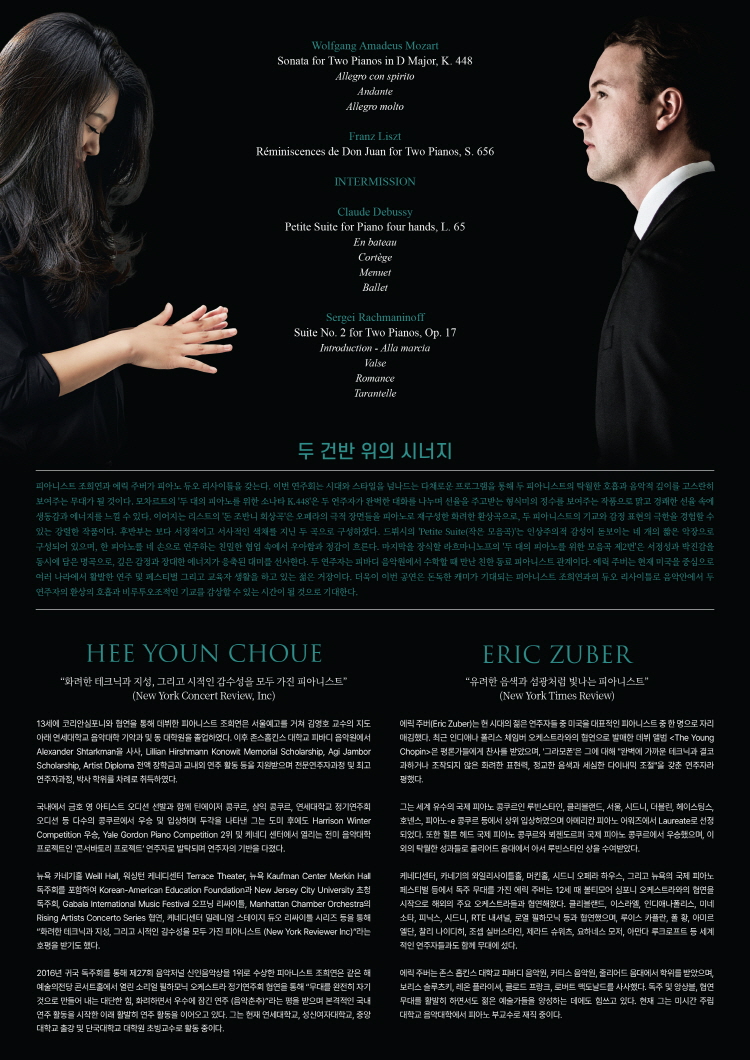 Wolfgang Amadeus Mozart
Sonata for Two Pianos in D Major, K. 448
Allegro con spirito
Andante
Allegro molto
Franz Liszt
Réminiscences de Don Juan for Two Pianos, S. 656
INTERMISSION
Claude Debussy
Petite Suite for Piano four hands, L. 65
En bateau
Cortège
Menuet
Ballet
Sergei Rachmaninoff
Suite No. 2 for Two Pianos, Op. 17
Introduction - Alla marcia
Valse
Romance
Tarantelle
두 건반 위의 시너지
피아니스트 조희연과 에릭 주버가 피아노 듀오 리사이틀을 갖는다. 이번 연주회는 시대와 스타일을 넘나드는 다채로운 프로그램을 통해 두 피아니스트의 탁월한 호흡과 음악적 깊이를 고스란히
보여주는 무대가 될 것이다. 모차르트의 '두 대의 피아노를 위한 소나타 K.448'은 두 연주자가 완벽한 대화를 나누며 선율을 주고받는 형식미의 정수를 보여주는 작품으로 밝고 경쾌한 선율 속에
생동감과 에너지를 느낄 수 있다. 이어지는 리스트의 '돈 조반니 회상곡'은 오페라의 극적 장면들을 피아노로 재구성한 화려한 환상곡으로, 두 피아니스트의 기교와 감정 표현의 극한을 경험할 수
있는 강렬한 작품이다. 후반부는 보다 서정적이고 서사적인 색채를 지닌 두 곡으로 구성하였다. 드뷔시의 'Petite Suite(작은 모음곡)'는 인상주의적 감성이 돋보이는 네 개의 짧은 악장으로
구성되어 있으며, 한 피아노를 네 손으로 연주하는 친밀한 협업 속에서 우아함과 정감이 흐른다. 마지막을 장식할 라흐마니노프의 '두 대의 피아노를 위한 모음곡 제2번'은 서정성과 박진감을
동시에 담은 명곡으로, 깊은 감정과 장대한 에너지가 응축된 대미를 선사한다. 두 연주자는 피바디 음악원에서 수학할 때 만난 친한 동료 피아니스트 관계이다. 에릭 주버는 현재 미국을 중심으로
여러 나라에서 활발한 연주 및 페스티벌 그리고 교육자 생활을 하고 있는 젊은 거장이다. 더욱이 이번 공연은 돈독한 케미가 기대되는 피아니스트 조희연과의 듀오 리사이틀로 음악안에서 두
연주자의 환상의 호흡과 비루투오조적인 기교를 감상할 수 있는 시간이 될 것으로 기대한다.
HEE YOUN CHOUE
“화려한 테크닉과 지성, 그리고 시적인 감수성을 모두 가진 피아니스트”
(New York Concert Review, Inc)
13세에 코리안심포니와 협연을 통해 데뷔한 피아니스트 조희연은 서울예고를 거쳐 김영호 교수의 지도
아래 연세대학교 음악대학 기악과 및 동 대학원을 졸업하였다. 이후 존스홉킨스 대학교 피바디 음악원에서
Alexander Shtarkman을 사사, Lillian Hirshmann Konowit Memorial Scholarship, Agi Jambor
Scholarship, Artist Diploma 전액 장학금과 교내외 연주 활동 등을 지원받으며 전문연주자과정 및 최고
연주자과정, 박사 학위를 차례로 취득하였다.
국내에서 금호 영 아티스트 오디션 선발과 함께 틴에이저 콩쿠르, 삼익 콩쿠르, 연세대학교 정기연주회
오디션 등 다수의 콩쿠르에서 우승 및 입상하며 두각을 나타낸 그는 도미 후에도 Harrison Winter
Competition 우승, Yale Gordon Piano Competition 2위 및 케네디 센터에서 열리는 전미 음악대학
프로젝트인 '콘서바토리 프로젝트' 연주자로 발탁되며 연주자의 기반을 다졌다.
뉴욕 카네기홀 Weill Hall, 워싱턴 케네디센터 Terrace Theater, 뉴욕 Kaufman Center Merkin Hall
독주회를 포함하여 Korean-American Education Foundation과 New Jersey City University 초청
독주회, Gabala International Music Festival 오프닝 리싸이틀, Manhattan Chamber Orchestra의
Rising Artists Concerto Series 협연, 케네디센터 밀레니엄 스테이지 듀오 리싸이틀 시리즈 등을 통해
“화려한 테크닉과 지성, 그리고 시적인 감수성을 모두 가진 피아니스트 (New York Reviewer Inc)”라는
호평을 받기도 했다.
2016년 귀국 독주회를 통해 제27회 음악저널 신인음악상을 1위로 수상한 피아니스트 조희연은 같은 해
예술의전당 콘서트홀에서 열린 소리얼 필하모닉 오케스트라 정기연주회 협연을 통해 “무대를 완전히 자기
것으로 만들어 내는 대단한 힘, 화려하면서 우수에 잠긴 연주 (음악춘추)”라는 평을 받으며 본격적인 국내
연주 활동을 시작한 이래 활발히 연주 활동을 이어오고 있다. 그는 현재 연세대학교, 성신여자대학교, 중앙
대학교 출강 및 단국대학교 대학원 초빙교수로 활동 중이다.
ERIC ZUBER
“유려한 음색과 섬광처럼 빛나는 피아니스트”
(New York Times Review)
에릭 주버(Eric Zuber)는 현 시대의 젊은 연주자들 중 미국을 대표적인 피아니스트 중 한 명으로 자리
매김했다. 최근 인디애나 폴리스 체임버 오케스트라와의 협연으로 발매한 데뷔 앨범 <The Young
Chopin>은 평론가들에게 찬사를 받았으며, '그라모폰'은 그에 대해 “완벽에 가까운 테크닉과 결코
과하거나 조작되지 않은 화려한 표현력, 정교한 음색과 세심한 다이내믹 조절”을 갖춘 연주자라
평했다.
그는 세계 유수의 국제 피아노 콩쿠르인 루빈스타인, 클리블랜드, 서울, 시드니, 더블린, 헤이스팅스,
호넨스, 피아노-e 콩쿠르 등에서 상위 입상하였으며 아메리칸 피아노 어워즈에서 Laureate로 선정
되었다. 또한 힐튼 헤드 국제 피아노 콩쿠르와 뵈젠도르퍼 국제 피아노 콩쿠르에서 우승했으며, 이
외의 탁월한 성과들로 줄리어드 음대에서 아서 루빈스타인 상을 수여받았다.
케네디센터, 카네기의 와일리사이틀홀, 머킨홀, 시드니 오페라 하우스, 그리고 뉴욕의 국제 피아노
페스티벌 등에서 독주 무대를 가진 에릭 주버는 12세 때 볼티모어 심포니 오케스트라와의 협연을
시작으로 해외의 주요 오케스트라들과 협연해왔다. 클리블랜드, 이스라엘, 인디애나폴리스, 미네
소타, 피닉스, 시드니, RTE 내셔널, 로열 필하모닉 등과 협연했으며, 루이스 카플란, 폴 황, 아미르
엘단, 찰리 나이디히, 조셉 실버스타인, 제라드 슈워츠, 요하네스 모저, 아만다 루크로프트 등 세계
적인 연주자들과도 함께 무대에 섰다.
에릭 주버는 존스 홉킨스 대학교 피바디 음악원, 커티스 음악원, 줄리어드 음대에서 학위를 받았으며,
보리스 슬루츠키, 레온 플라이셔, 클로드 프랑크, 로버트 맥도날드를 사사했다. 독주 및 앙상블, 협연
무대를 활발히 하면서도 젊은 예술가들을 양성하는 데에도 힘쓰고 있다. 현재 그는 미시간 주립
대학교 음악대학에서 피아노 부교수로 재직 중이다.